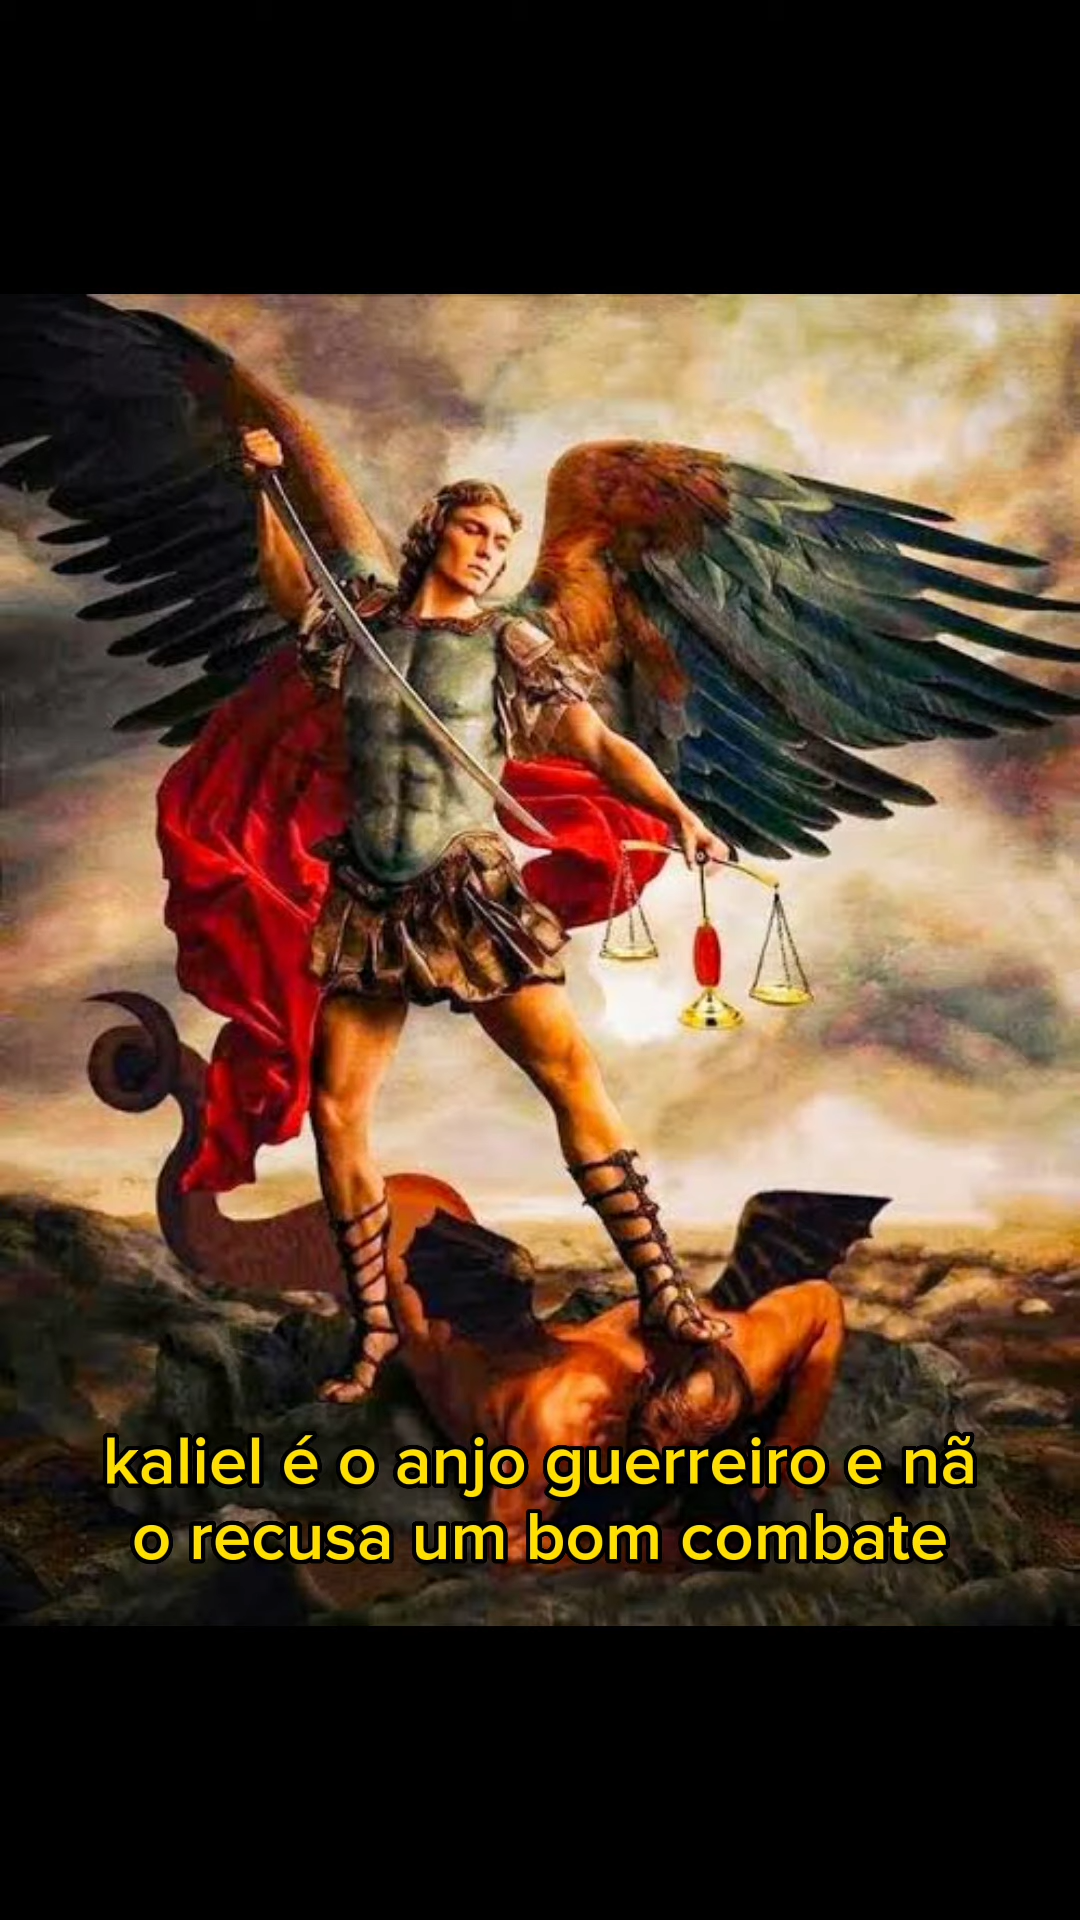 kaliel é o anjo guerreiro e nã
o recusa um bom combate